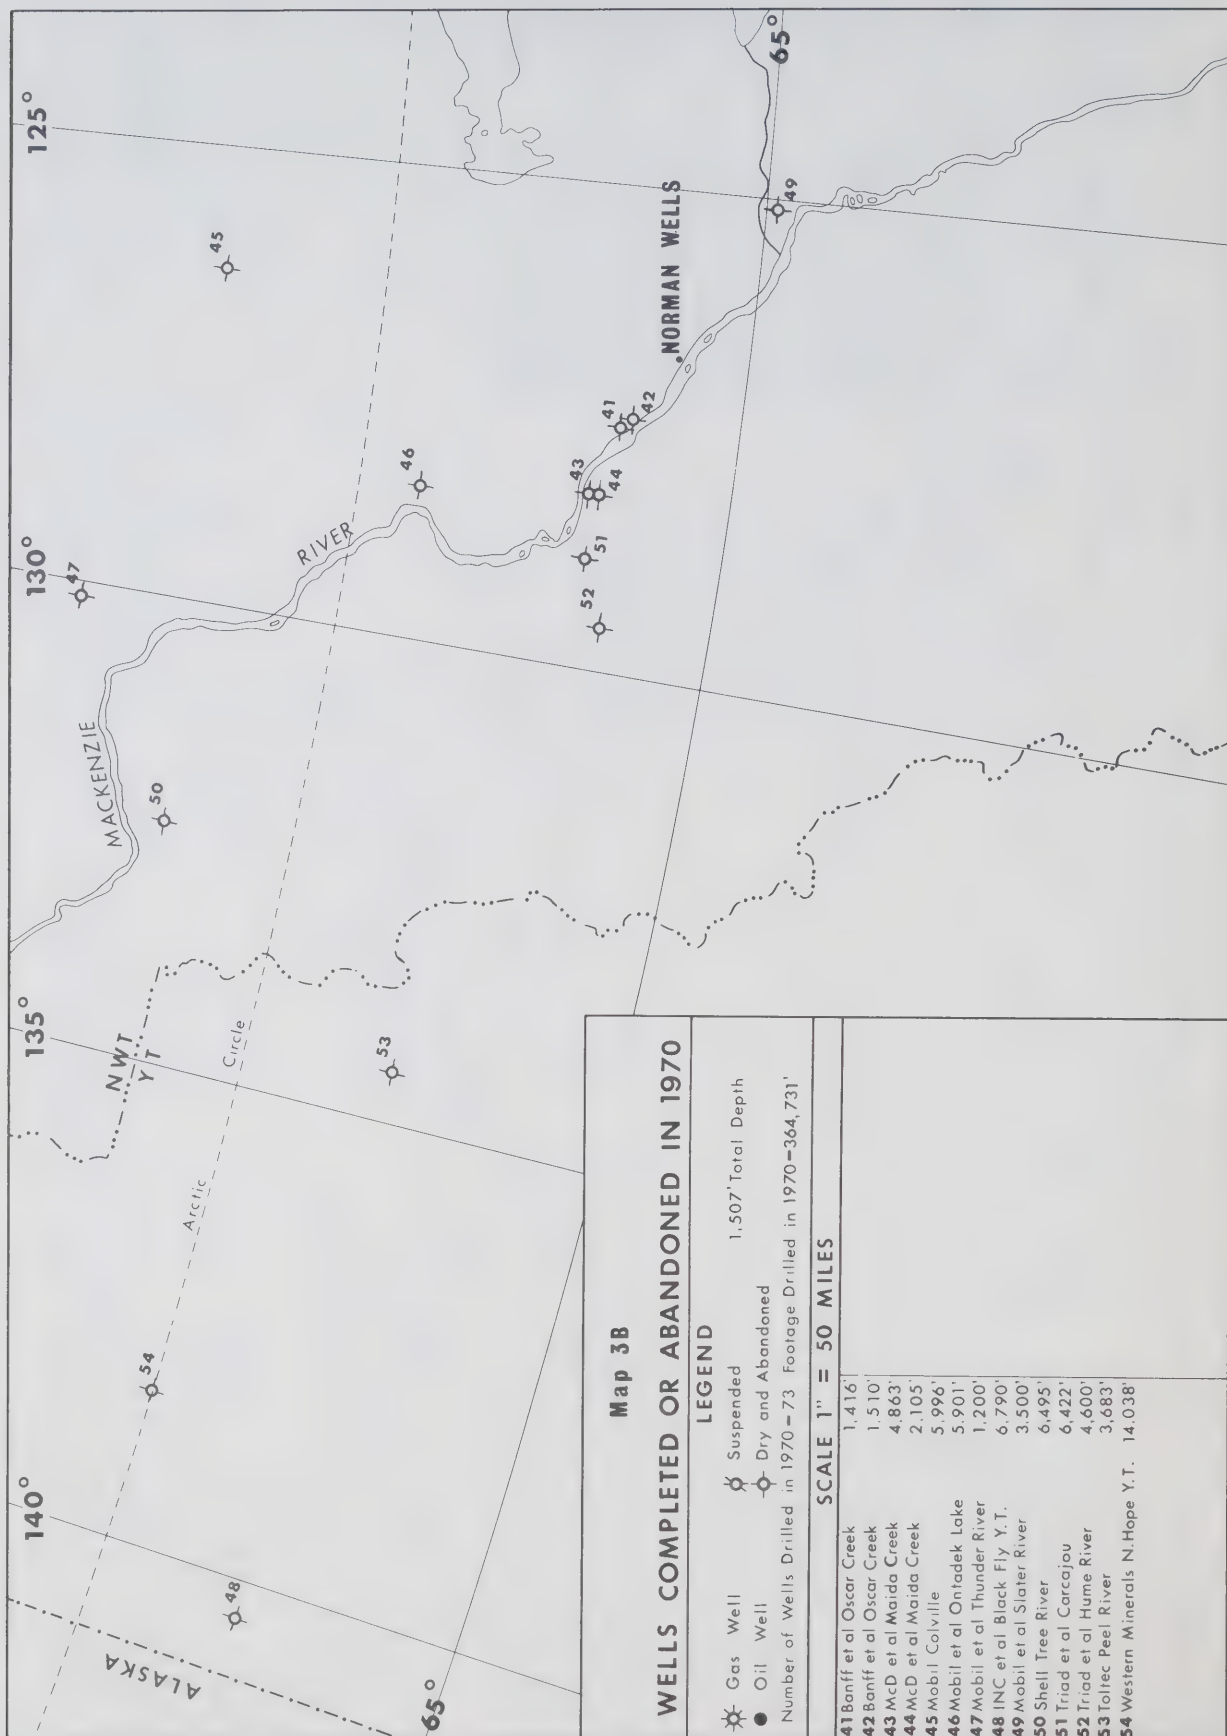 140°
135°
130°
125°
ALASKA
48
54
Arctic
Circle
NWT
YT
53
MACKENZIE
50
47
RIVER
46
45
52
51
43
44
41
42
NORMAN WELLS
49
65°
65°
Map 3B
WELLS COMPLETED OR ABANDONED IN 1970
LEGEND
Gas Well Suspended 1,507' Total Depth
Oil Well Dry and Abandoned
Number of Wells Drilled in 1970-73 Footage Drilled in 1970-364,731'
SCALE 1" = 50 MILES
41 Banff et al Oscar Creek 1,416'
42 Banff et al Oscar Creek 1,510'
43 McD et al Maida Creek 4,863'
44 McD et al Maida Creek 2,105'
45 Mobil Colville 5,996'
46 Mobil et al Ontadek Lake 5,901'
47 Mobil et al Thunder River 1,200'
48 INC et al Black Fly Y.T. 6,790'
49 Mobil et al Slater River 3,500'
50 Shell Tree River 6,495'
51 Triad et al Carcajou 6,422'
52 Triad et al Hume River 4,600'
53 Toltec Peel River 3,683'
54 Western Minerals N. Hope Y.T. 14,038'